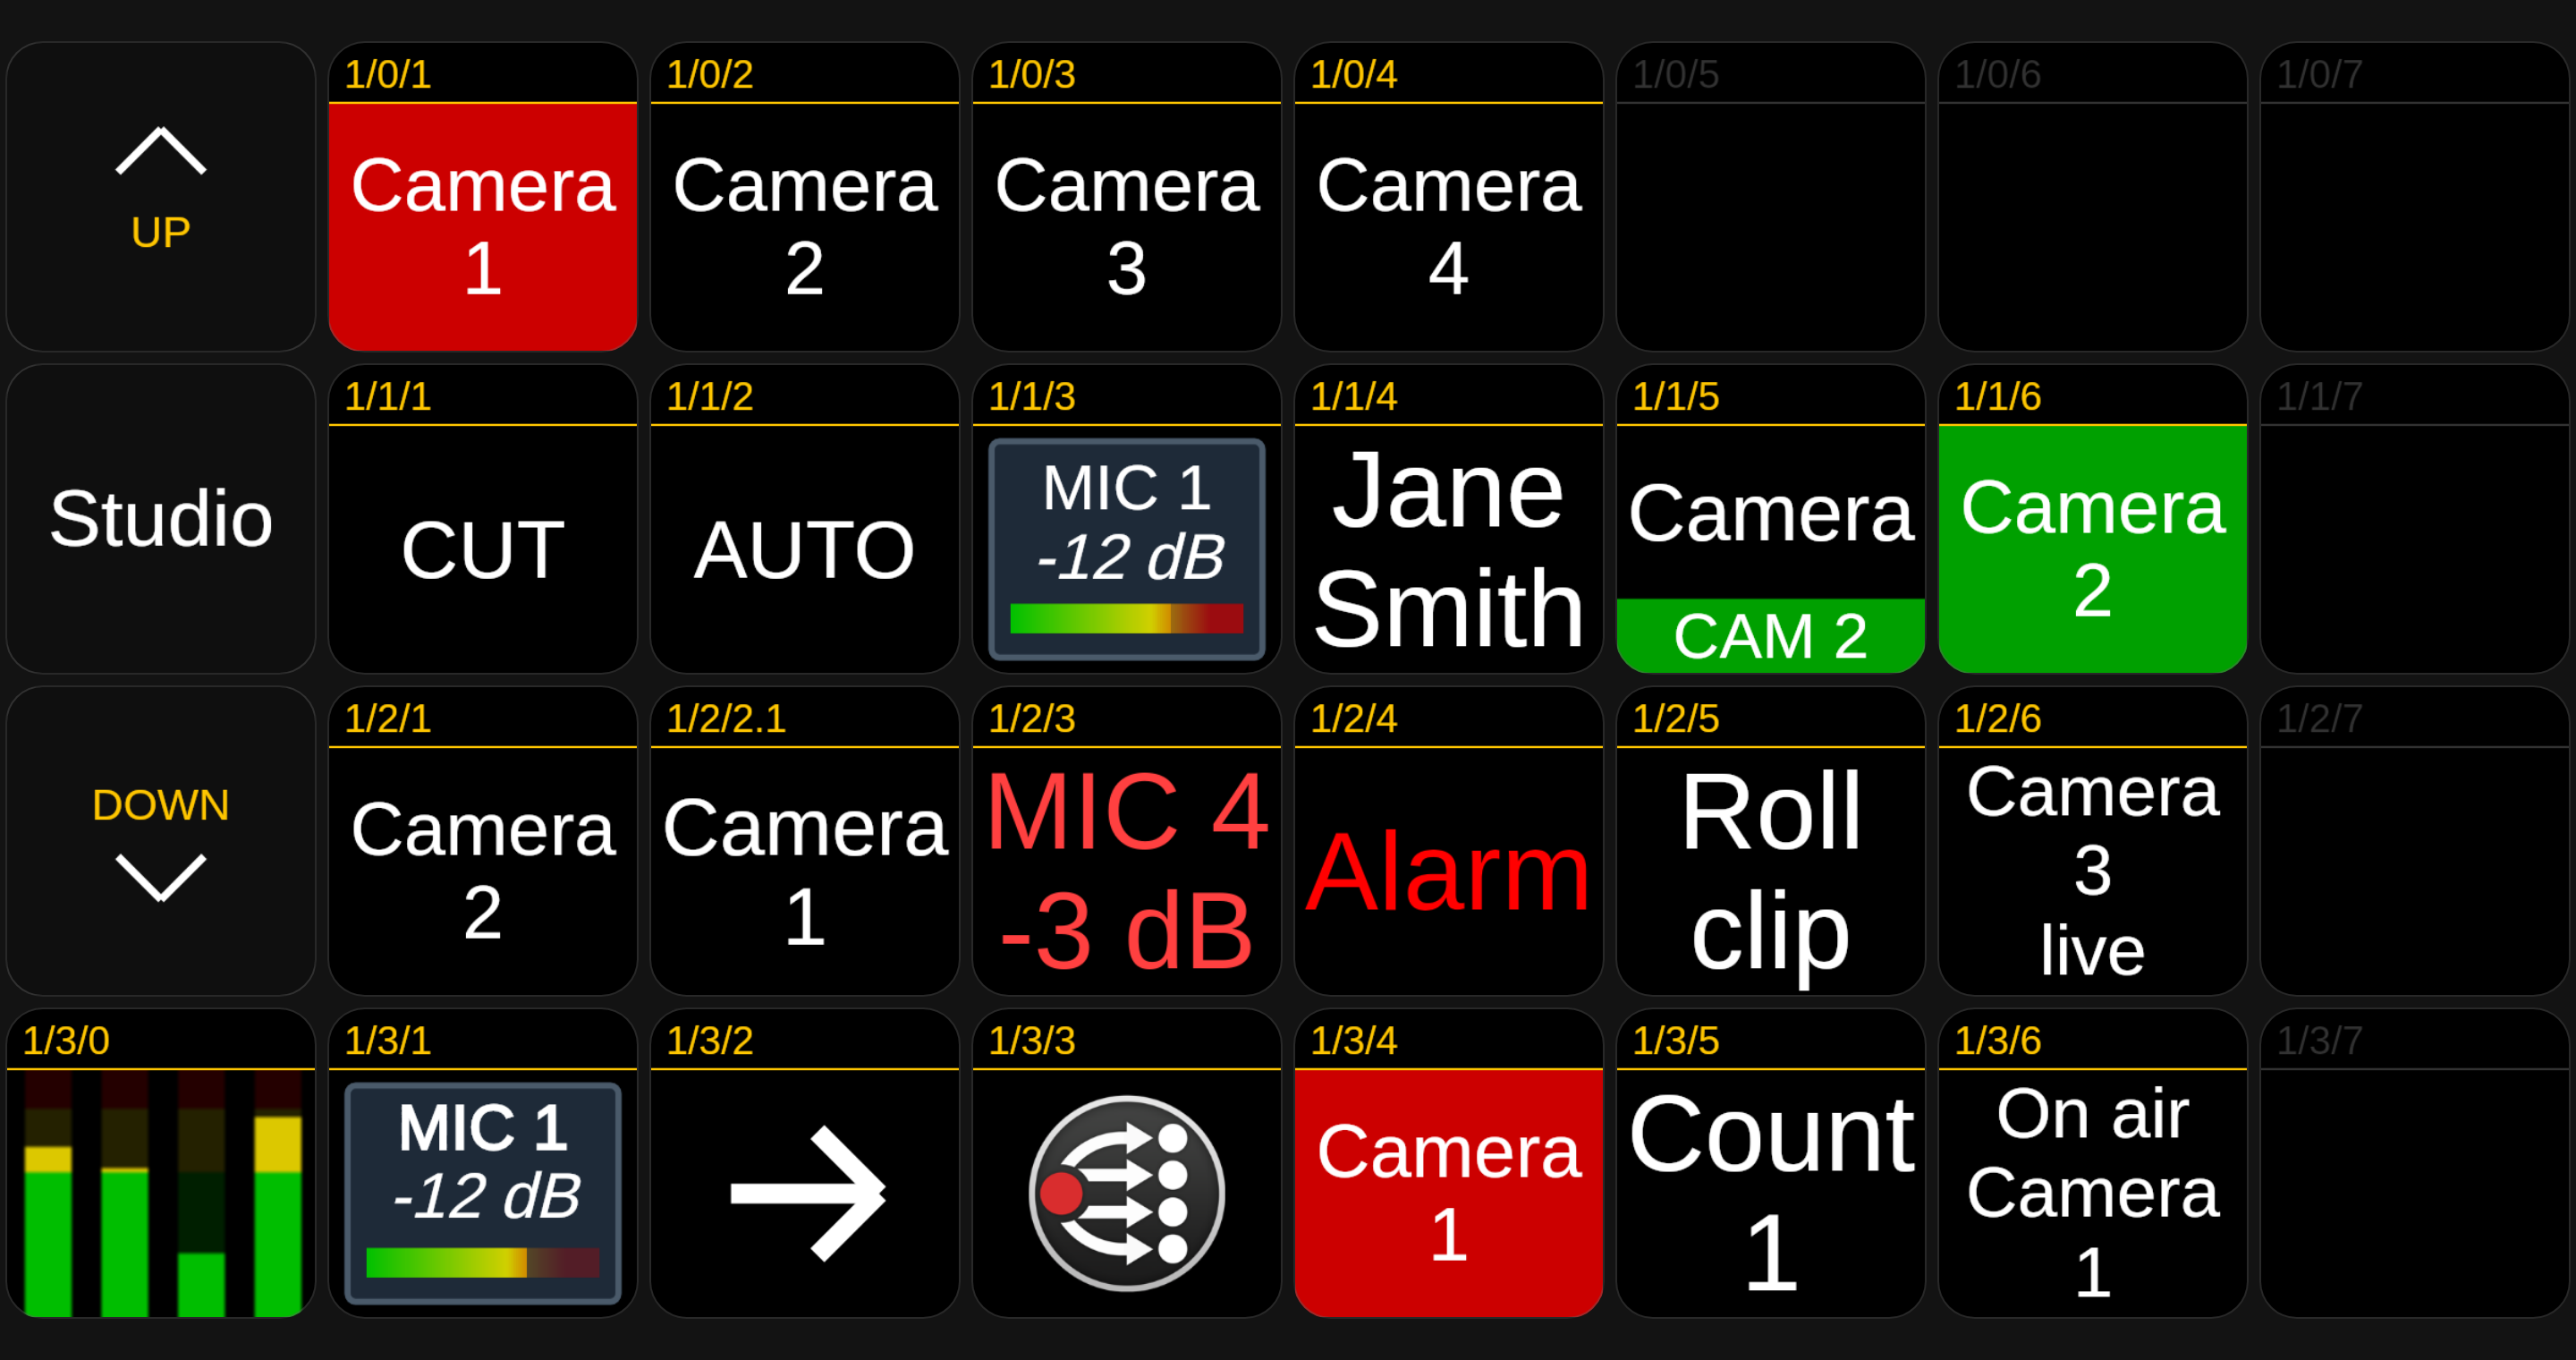 UP
1/0/1
Camera
1
1/0/2
Camera
2
1/0/3
Camera
3
1/0/4
Camera
4
1/0/5
1/0/6
1/0/7
Studio
1/1/1
CUT
1/1/2
AUTO
1/1/3
MIC 1
-12 dB
1/1/4
Jane
Smith
1/1/5
Camera
CAM 2
1/1/6
Camera
2
1/1/7
DOWN
1/2/1
Camera
2
1/2/2.1
Camera
1
1/2/3
MIC 4
-3 dB
1/2/4
Alarm
1/2/5
Roll
clip
1/2/6
Camera
3
live
1/2/7
1/3/0
1/3/1
MIC 1
-12 dB
1/3/2
1/3/3
1/3/4
Camera
1
1/3/5
Count
1
1/3/6
On air
Camera
1
1/3/7